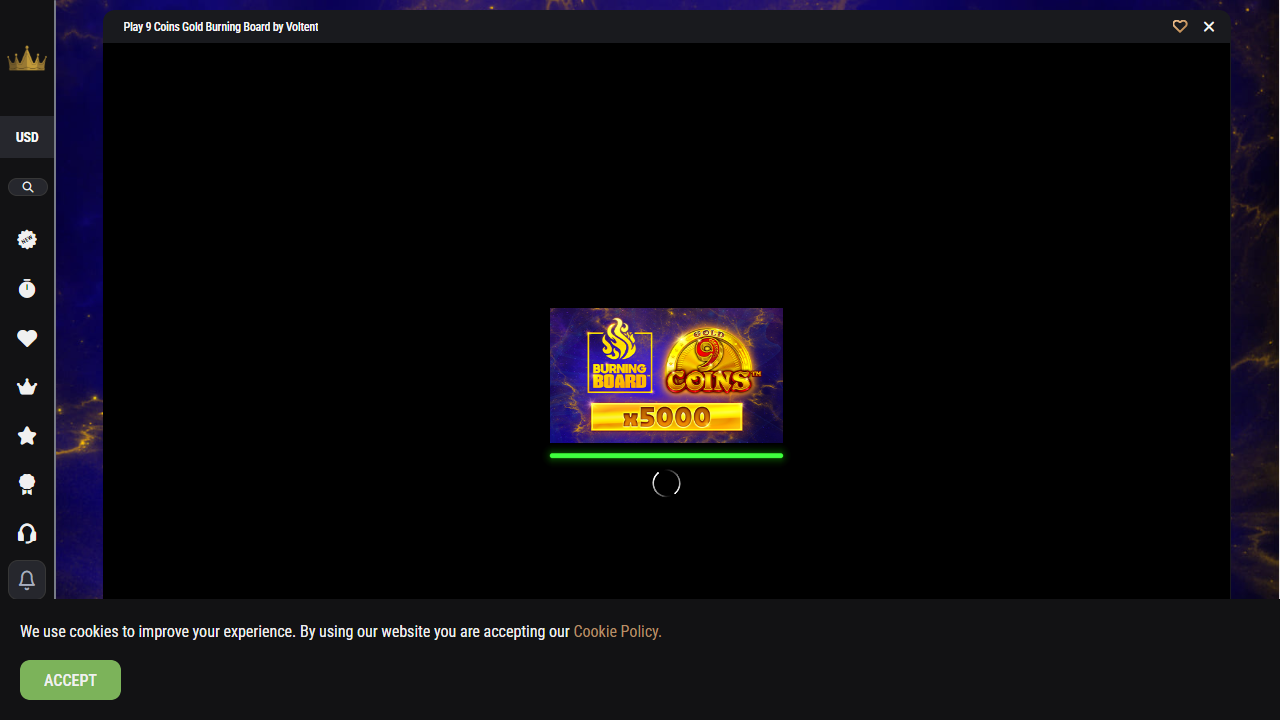 Play 9 Coins Gold Burning Board by Voltent
USD
NEW
BURNING
BOARD
GOLD
9
COINS™
x5000
We use cookies to improve your experience. By using our website you are accepting our Cookie Policy.
ACCEPT